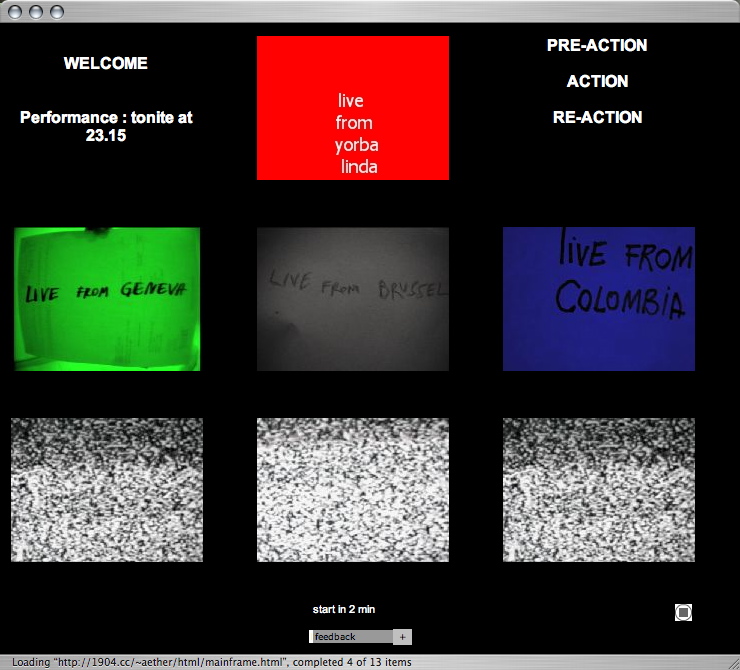 WELCOME
Performance : tonite at
23.15
live
from
yorba
linda
PRE-ACTION
ACTION
RE-ACTION
LIVE FROM GENEVA
LIVE FROM BRUSSEL
LIVE FROM
COLOMBIA
start in 2 min
feedback +
Loading “http://1904.cc/~aether/html/mainframe.html”, completed 4 of 13 items